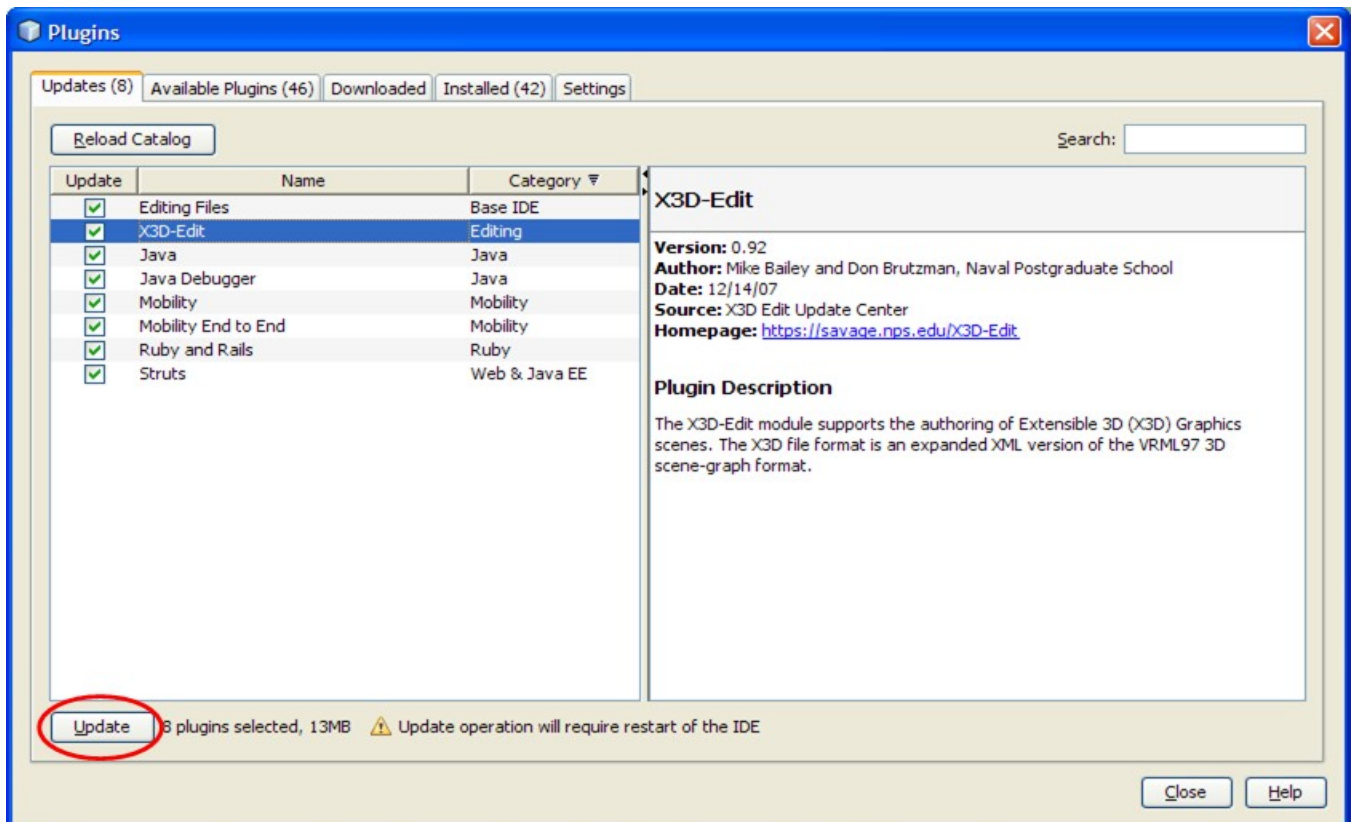 Plugins
Updates (8) Available Plugins (46) Downloaded Installed (42) Settings
Reload Catalog Search:
Update Name Category
Editing Files Base IDE
X3D-Edit Editing
Java Java
Java Debugger Java
Mobility Mobility
Mobility End to End Mobility
Ruby and Rails Ruby
Struts Web & Java EE
X3D-Edit
Version: 0.92
Author: Mike Bailey and Don Brutzman, Naval Postgraduate School
Date: 12/14/07
Source: X3D Edit Update Center
Homepage: https://savage.nps.edu/X3D-Edit
Plugin Description
The X3D-Edit module supports the authoring of Extensible 3D (X3D) Graphics
scenes. The X3D file format is an expanded XML version of the VRML97 3D
scene-graph format.
Update 8 plugins selected, 13MB Update operation will require restart of the IDE
Close Help